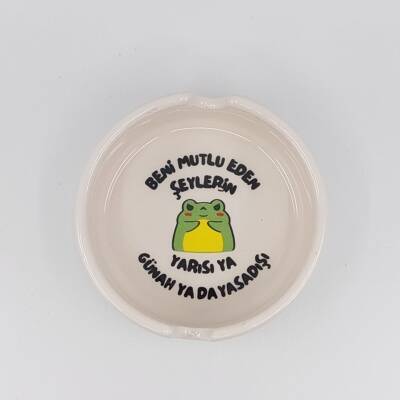 BENİ MUTLU EDEN
ŞEYLERİN
YARISI YA
GÜNAH YA DA YASADIŞI